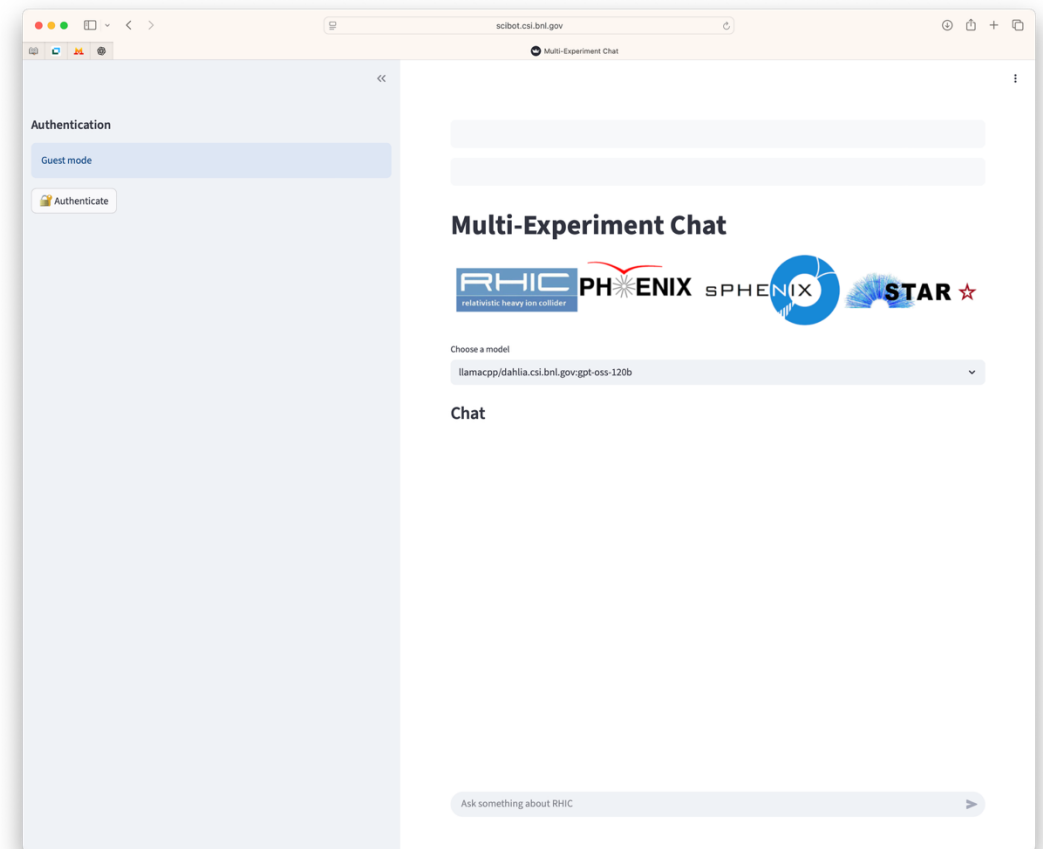 scibot.csi.bnl.gov
Multi-Experiment Chat
Authentication
Guest mode
Authenticate
Multi-Experiment Chat
RHIC
relativistic heavy ion collider
PHENIX
sPHENIX
STAR
Choose a model
llamacpp/dahlia.csi.bnl.gov:gpt-oss-120b
Chat
Ask something about RHIC